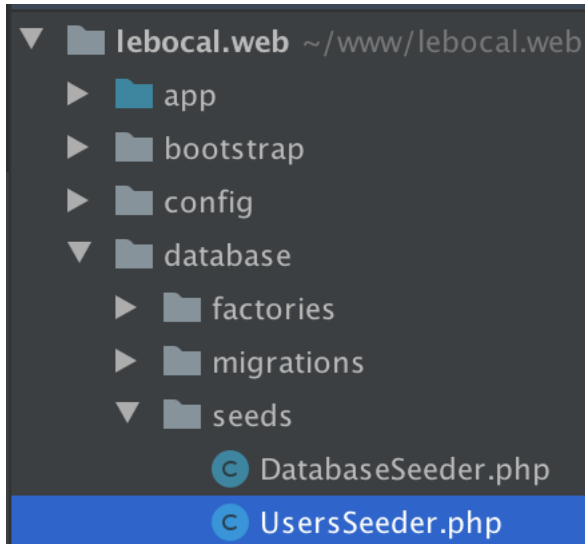 lebocal.web ~/www/lebocal.web
app
bootstrap
config
database
factories
migrations
seeds
C DatabaseSeeder.php
C UsersSeeder.php